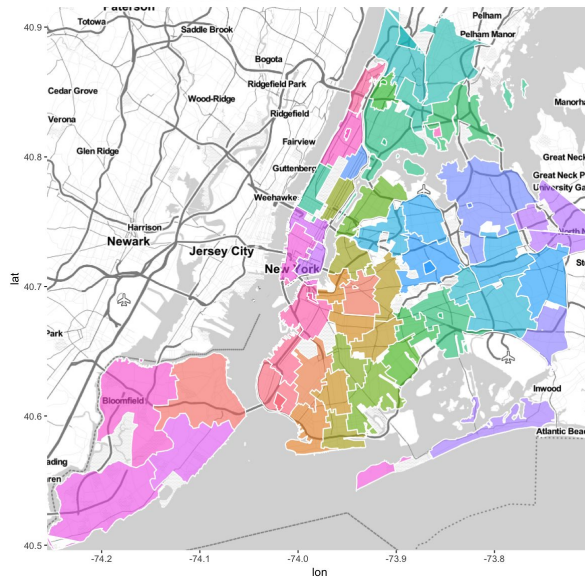 Paterson
Pelham
Totowa
Saddle Brook
Pelham Manor
40.9
Bogota
Cedar Grove
Ridgefield Park
Wood-Ridge
Manorha
Verona
Ridgefield
Fairview
Glen Ridge
40.8
Great Neck
Guttenberg
Great Neck P
University Ga
Weehawke
Harrison
North N
Newark
Jersey City
New York
Ste
lat
40.7
Park
Bloomfield
Inwood
40.6
Atlantic Beac
ading
ren
40.5
-74.2
-74.1
-74.0
-73.9
-73.8
lon